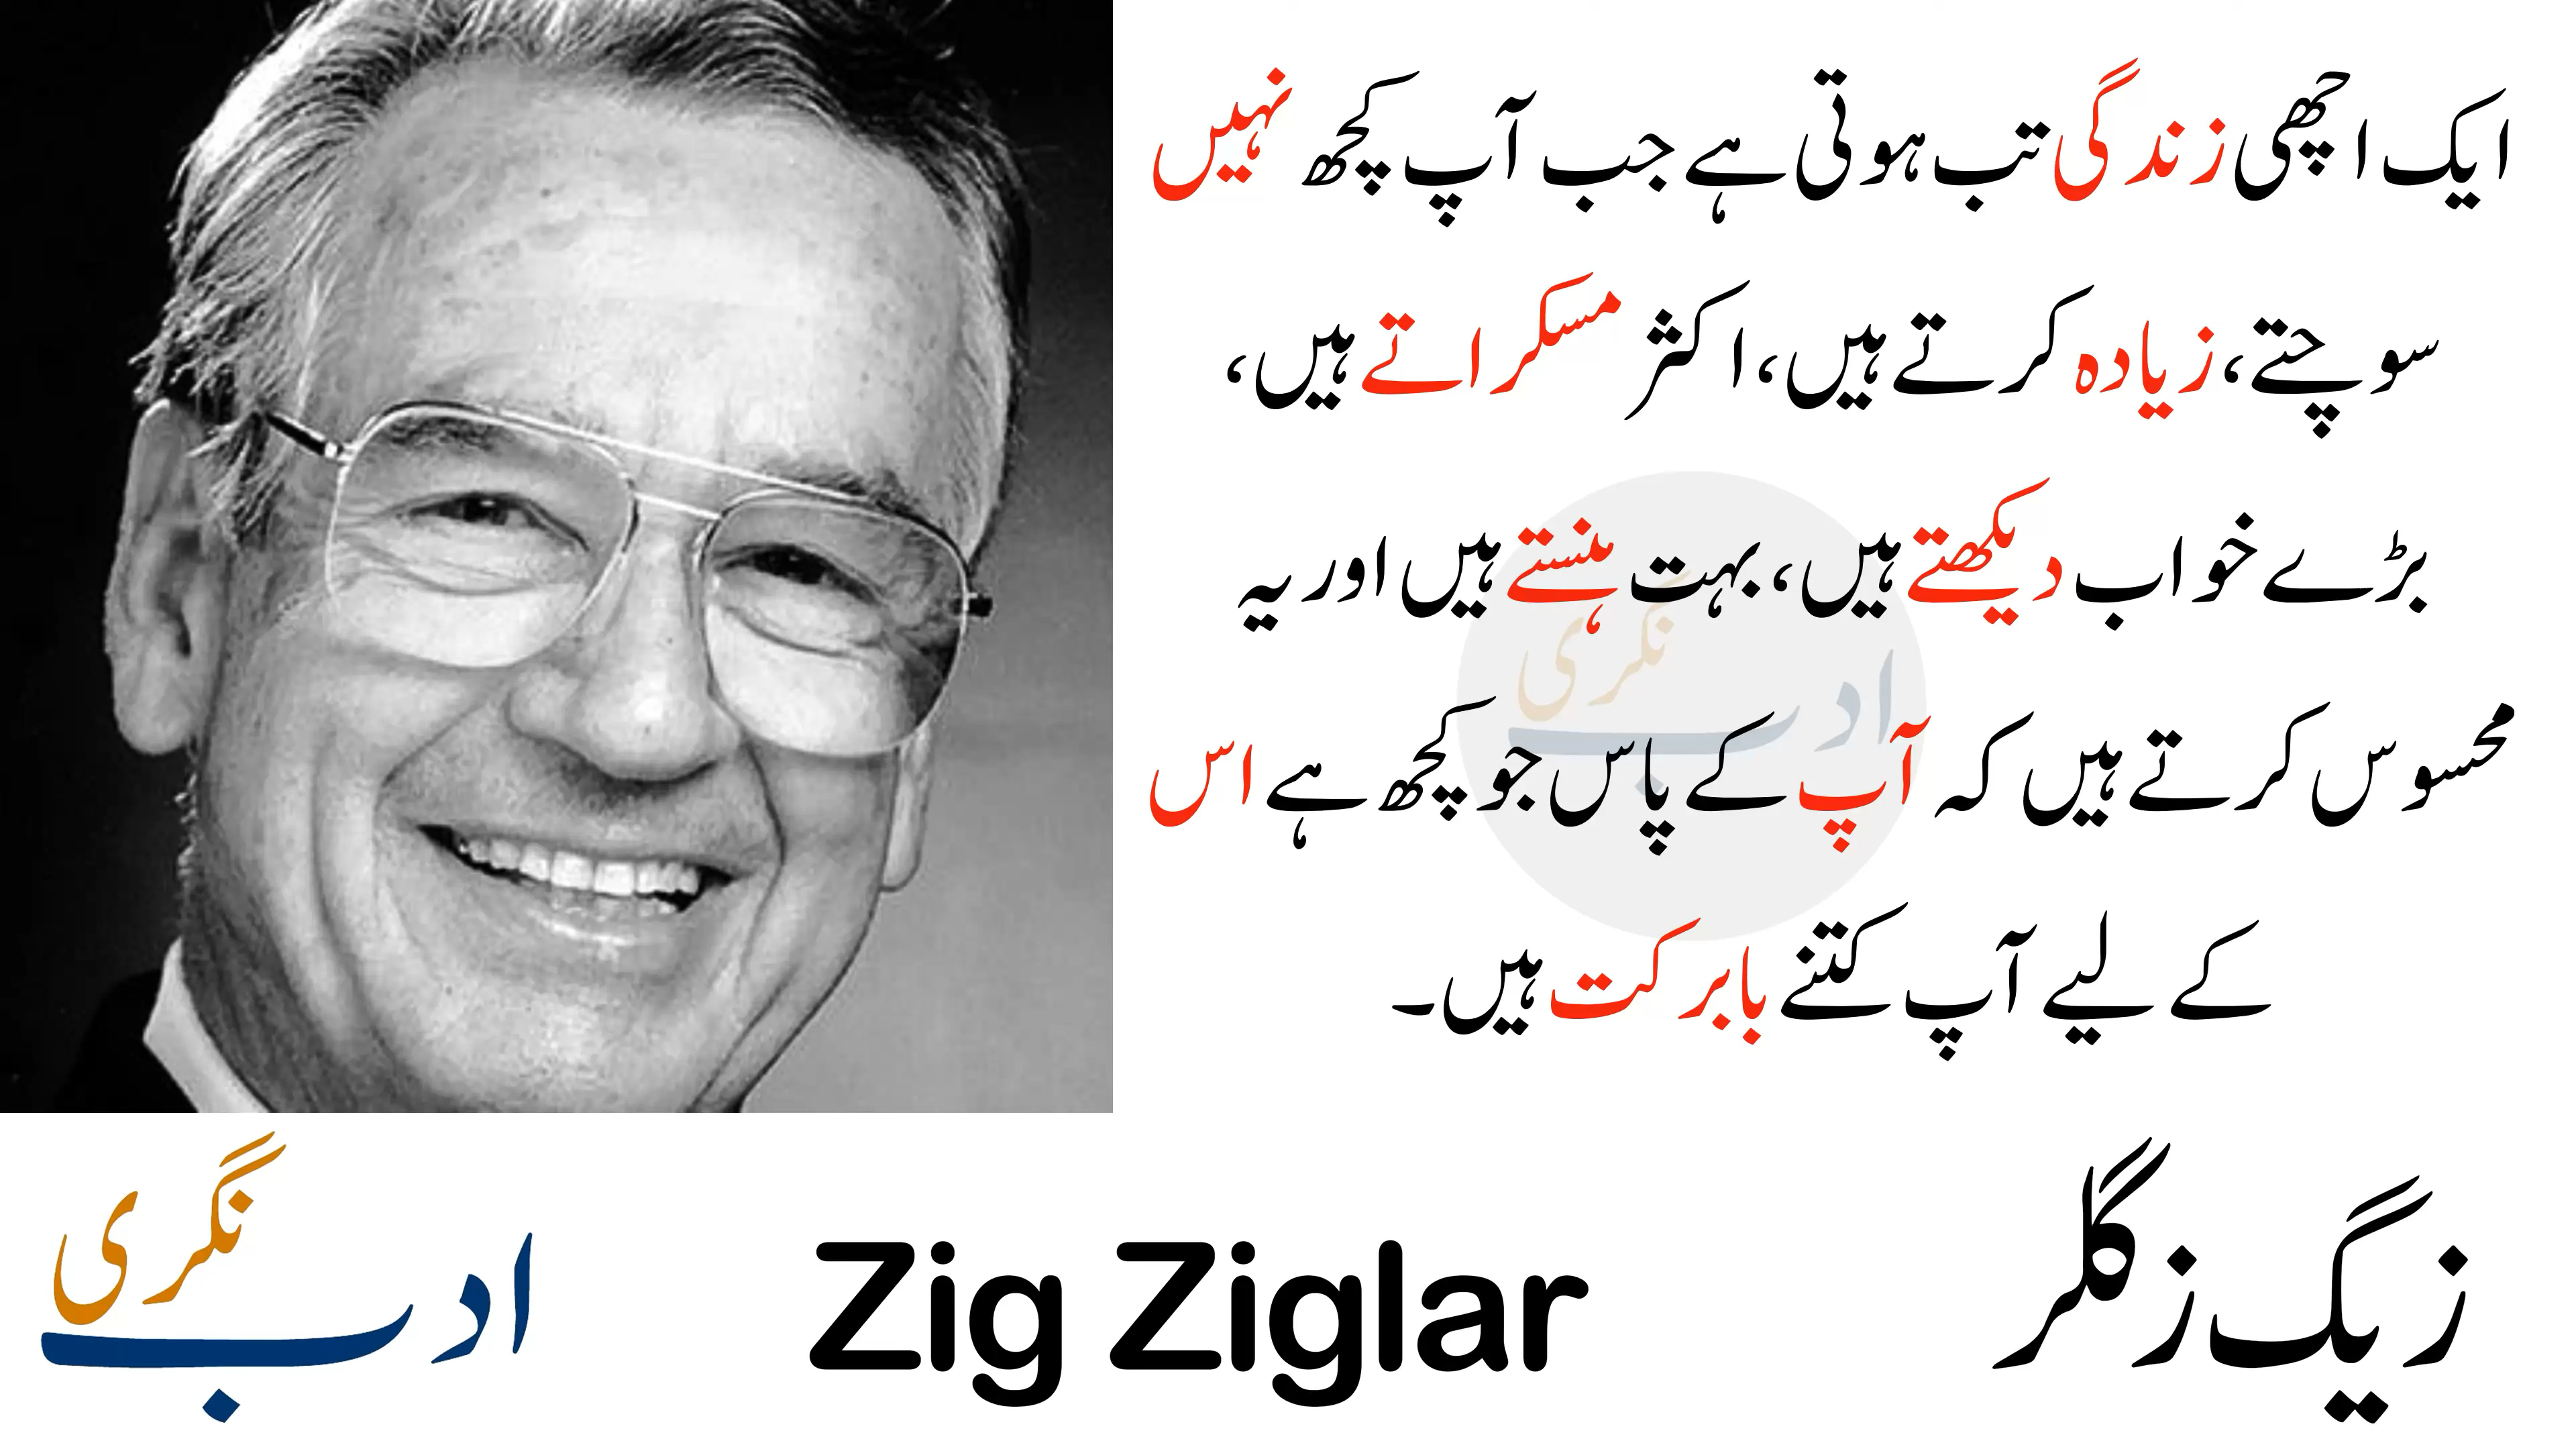 ایک اچھی زندگی تب ہوتی ہے جب آپ کچھ نہیں
سوچتے، زیادہ کرتے ہیں، اکثر مسکراتے ہیں،
بڑے خواب دیکھتے ہیں، بہت ہنستے ہیں اور یہ
محسوس کرتے ہیں کہ آپ کے پاس جو کچھ ہے اس
کے لیے آپ کتنے بابرکت ہیں۔
ادب نگری
زیگ زگلر
Zig Ziglar
ادب نگری